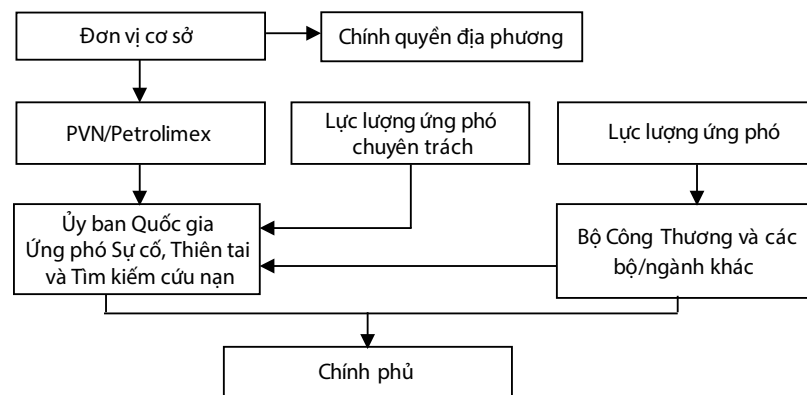 Đơn vị cơ sở
Chính quyền địa phương
PVN/Petrolimex
Lực lượng ứng phó
chuyên trách
Lực lượng ứng phó
Ủy ban Quốc gia
Ứng phó Sự cố, Thiên tai
và Tìm kiếm cứu nạn
Bộ Công Thương và các
bộ/ngành khác
Chính phủ